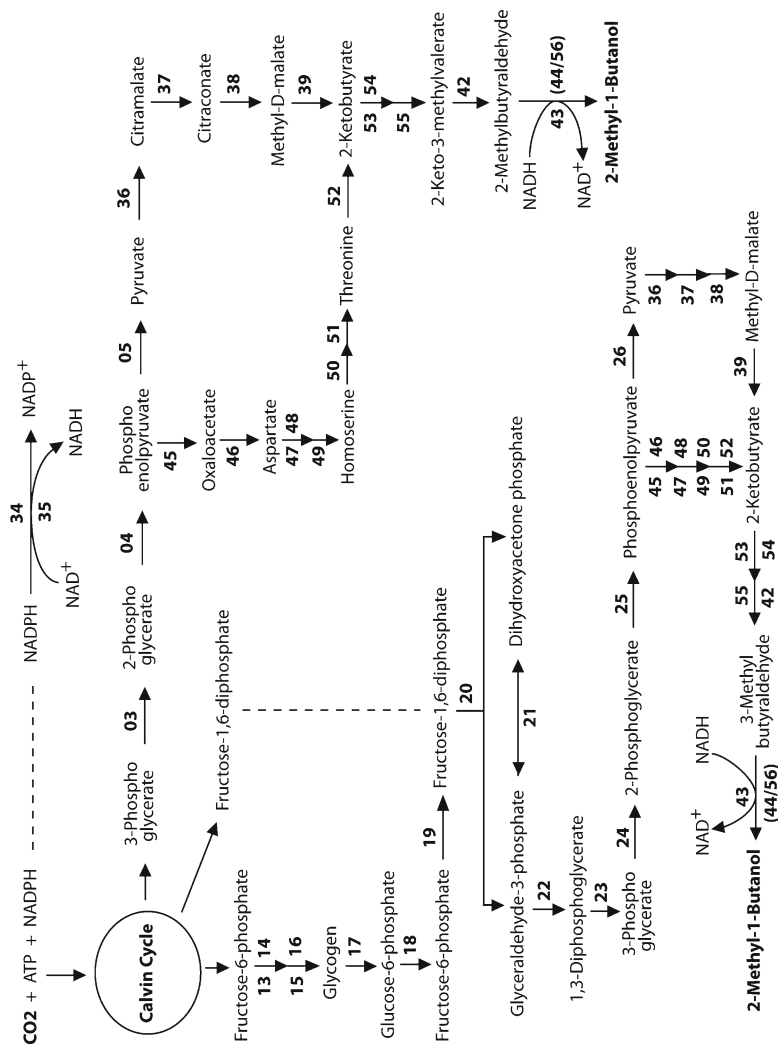 CO2 + ATP + NADPH
NADPH
34
NADP+
NAD+
35
NADH
Calvin Cycle
3-Phospho
glycerate
03
2-Phospho
glycerate
04
Phospho
enolpyruvate
05
Pyruvate
36
Citramalate
37
Citraconate
38
Methyl-D-malate
39
2-Ketobutyrate
53 54
55
2-Keto-3-methylvalerate
42
2-Methylbutyraldehyde
NADH
43 (44/56)
NAD+
2-Methyl-1-Butanol
45
Oxaloacetate
46
Aspartate
47 48
49
Homoserine
50 51
Threonine
52
Fructose-1,6-diphosphate
Fructose-6-phosphate
13 14
15 16
Glycogen
17
Glucose-6-phosphate
18
Fructose-6-phosphate
19
Fructose-1,6-diphosphate
20
Glyceraldehyde-3-phosphate
21
Dihydroxyacetone phosphate
22
1,3-Diphosphoglycerate
23
3-Phospho
glycerate
24
2-Phosphoglycerate
25
Phosphoenolpyruvate
26
Pyruvate
36
37
38
Methyl-D-malate
39
45 46
47 48
49 50
51 52
2-Ketobutyrate
53 54
55 42
3-Methyl
butyraldehyde
NADH
43
(44/56)
NAD+
2-Methyl-1-Butanol